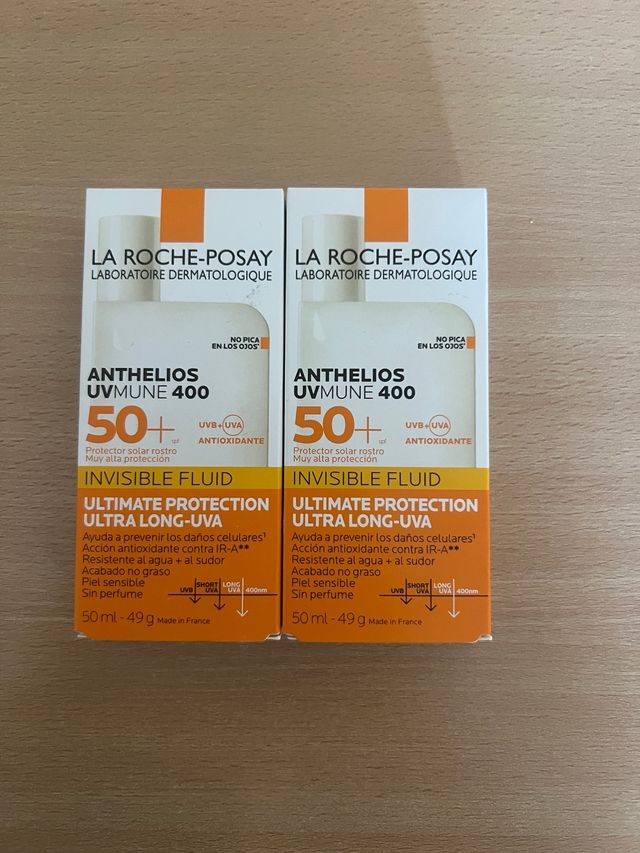 LA ROCHE-POSAY
LABORATOIRE DERMATOLOGIQUE
NO PICA
EN LOS OJOS*
ANTHELIOS
UVMUNE 400
50+
spf
UVB+UVA
ANTIOXIDANTE
Protector solar rostro
Muy alta protección
INVISIBLE FLUID
ULTIMATE PROTECTION
ULTRA LONG-UVA
Ayuda a prevenir los daños celulares¹
Acción antioxidante contra IR-A**
Resistente al agua + al sudor
Acabado no graso
Piel sensible
Sin perfume
UVB
SHORT
UVA
LONG
UVA
400nm
50 ml - 49 g Made in France
LA ROCHE-POSAY
LABORATOIRE DERMATOLOGIQUE
NO PICA
EN LOS OJOS*
ANTHELIOS
UVMUNE 400
50+
spf
UVB+UVA
ANTIOXIDANTE
Protector solar rostro
Muy alta protección
INVISIBLE FLUID
ULTIMATE PROTECTION
ULTRA LONG-UVA
Ayuda a prevenir los daños celulares¹
Acción antioxidante contra IR-A**
Resistente al agua + al sudor
Acabado no graso
Piel sensible
Sin perfume
UVB
SHORT
UVA
LONG
UVA
400nm
50 ml - 49 g Made in France